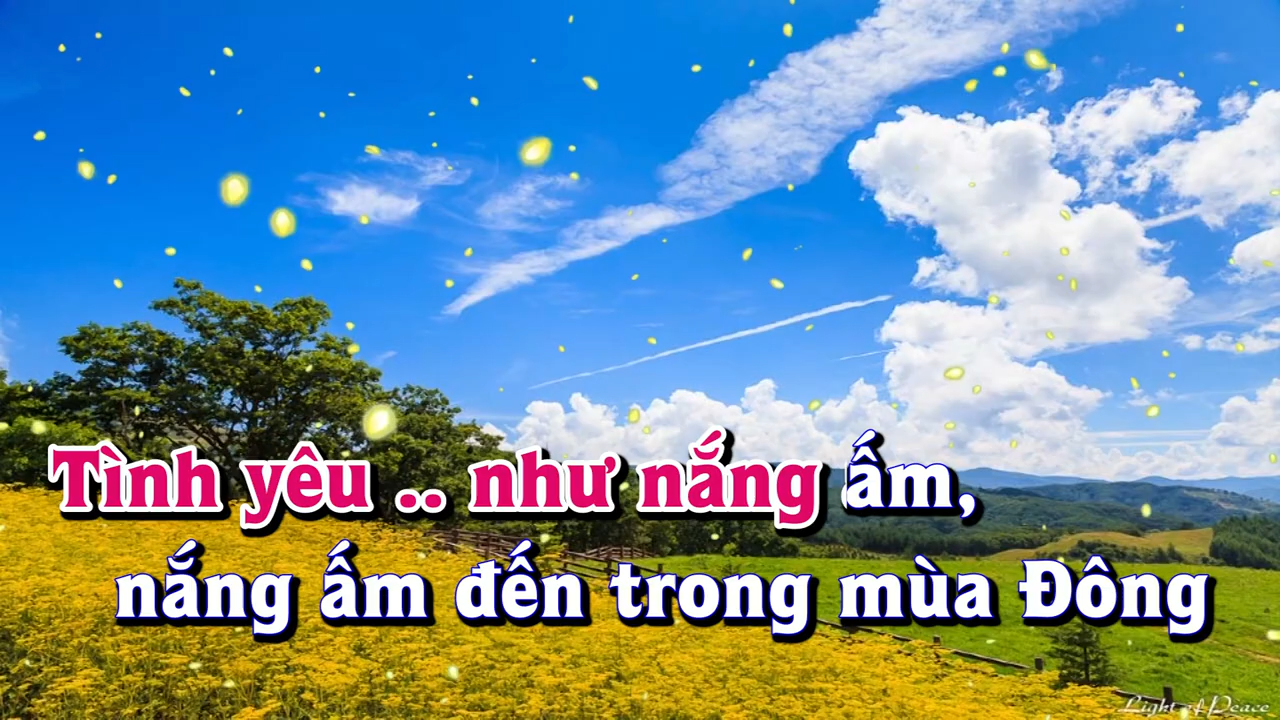 Tình yêu .. như nắng ấm,
nắng ấm đến trong mùa Đông
Light of Peace